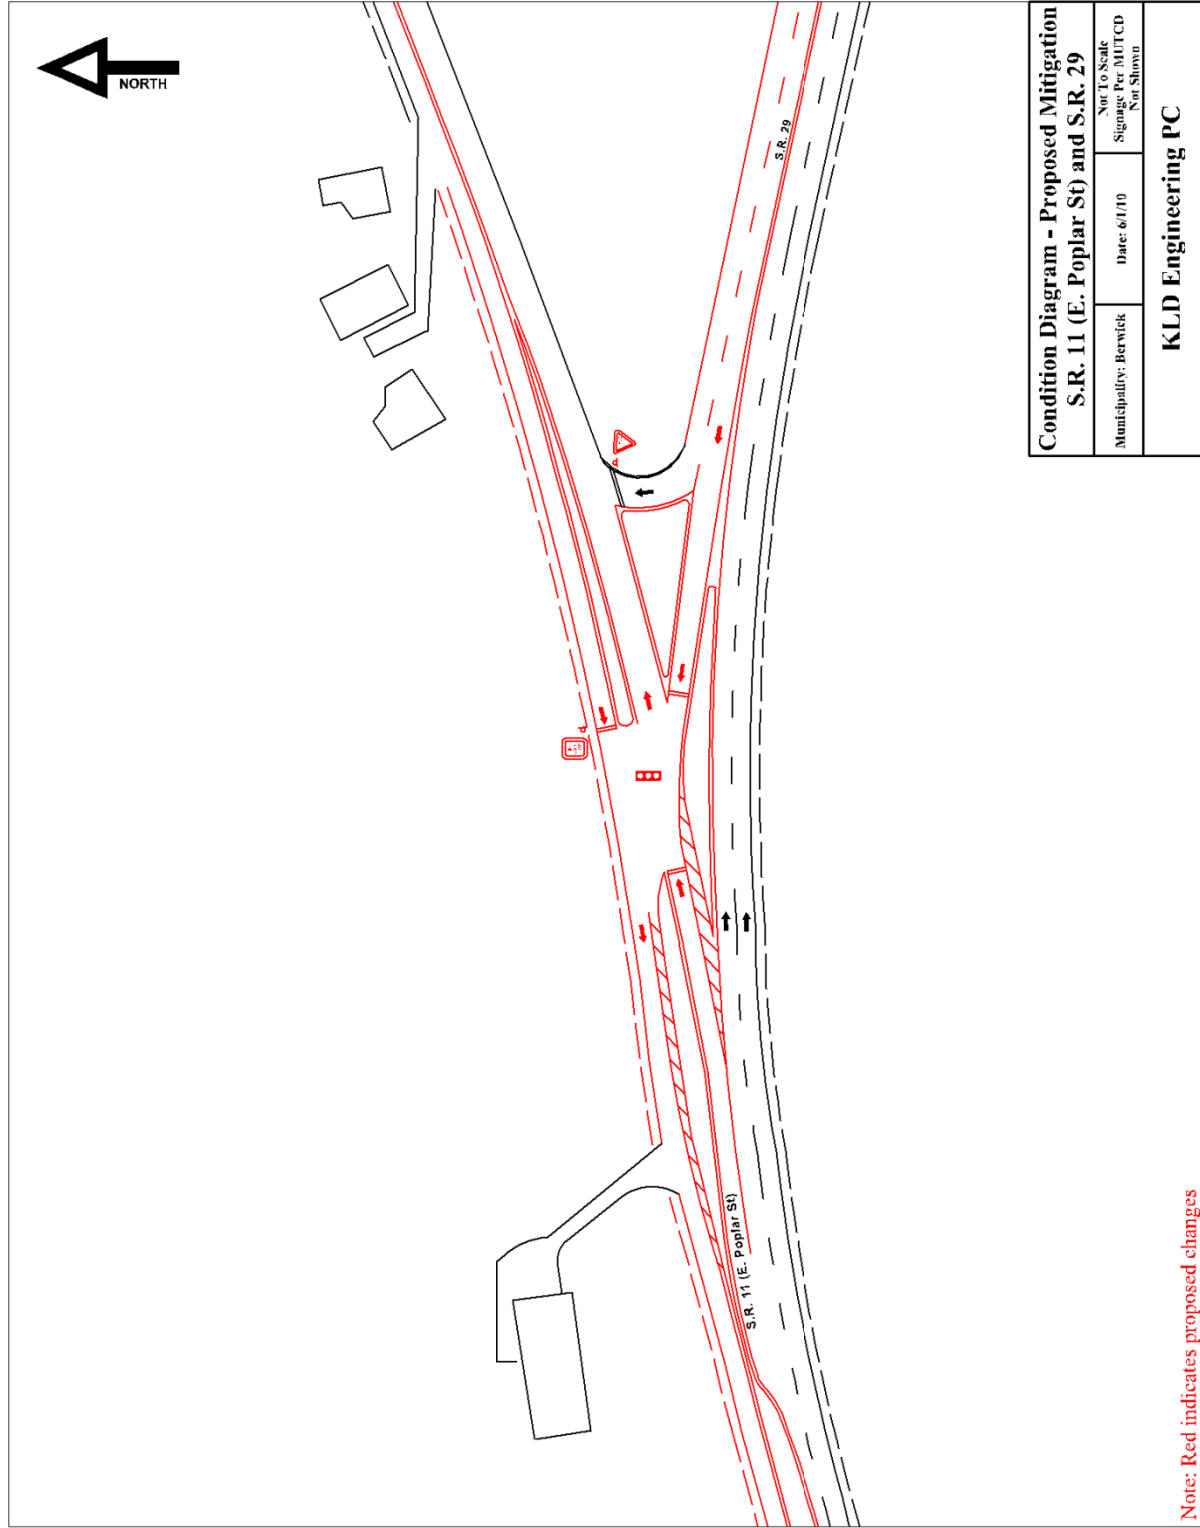 NORTH
S.R. 29
S.R. 11 (E. Poplar St)
Condition Diagram - Proposed Mitigation
S.R. 11 (E. Poplar St) and S.R. 29
Municipality: Berwick
Date: 6/1/10
Not To Scale
Signage Per MUTCD
Not Shown
KLD Engineering PC
Note: Red indicates proposed changes